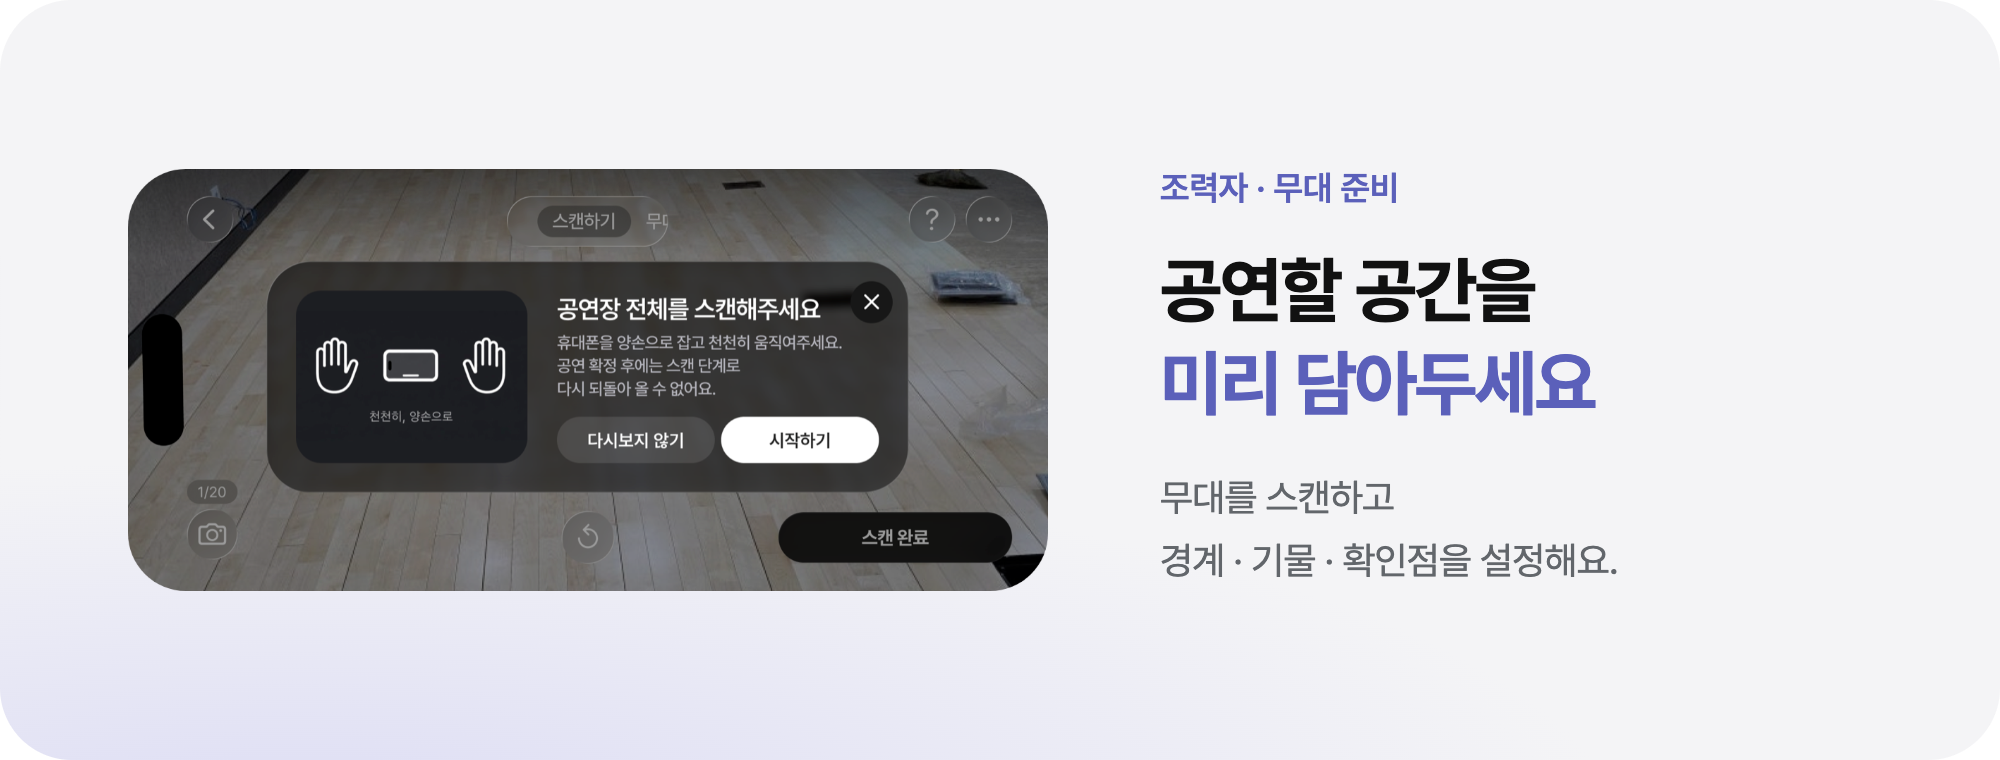 스캔하기
공연장 전체를 스캔해주세요
휴대폰을 양손으로 잡고 천천히 움직여주세요.
공연 확정 후에는 스캔 단계로
다시 되돌아 올 수 없어요.
천천히, 양손으로
다시보지 않기
시작하기
1/20
스캔 완료
조력자 · 무대 준비
공연할 공간을
미리 담아두세요
무대를 스캔하고
경계 · 기물 · 확인점을 설정해요.